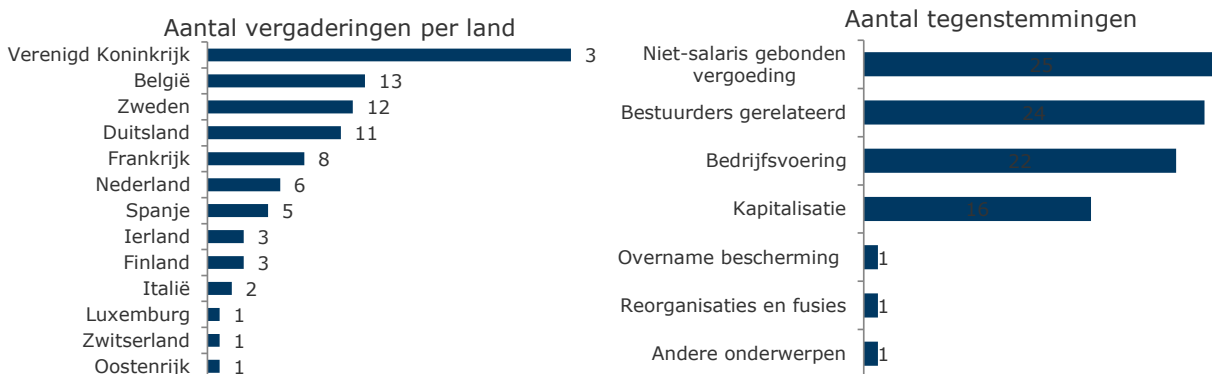 Aantal vergaderingen per land
Verenigd Koninkrijk 3
België 13
Zweden 12
Duitsland 11
Frankrijk 8
Nederland 6
Spanje 5
Ierland 3
Finland 3
Italië 2
Luxemburg 1
Zwitserland 1
Oostenrijk 1
Aantal tegenstemmingen
Niet-salaris gebonden
vergoeding 25
Bestuurders gerelateerd 24
Bedrijfsvoering 22
Kapitalisatie 16
Overname bescherming 1
Reorganisaties en fusies 1
Andere onderwerpen 1